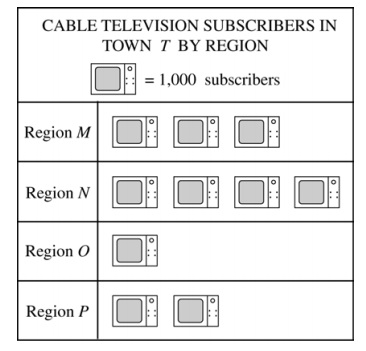 CABLE TELEVISION SUBSCRIBERS IN
TOWN T BY REGION
= 1,000 subscribers
Region M
Region N
Region O
Region P